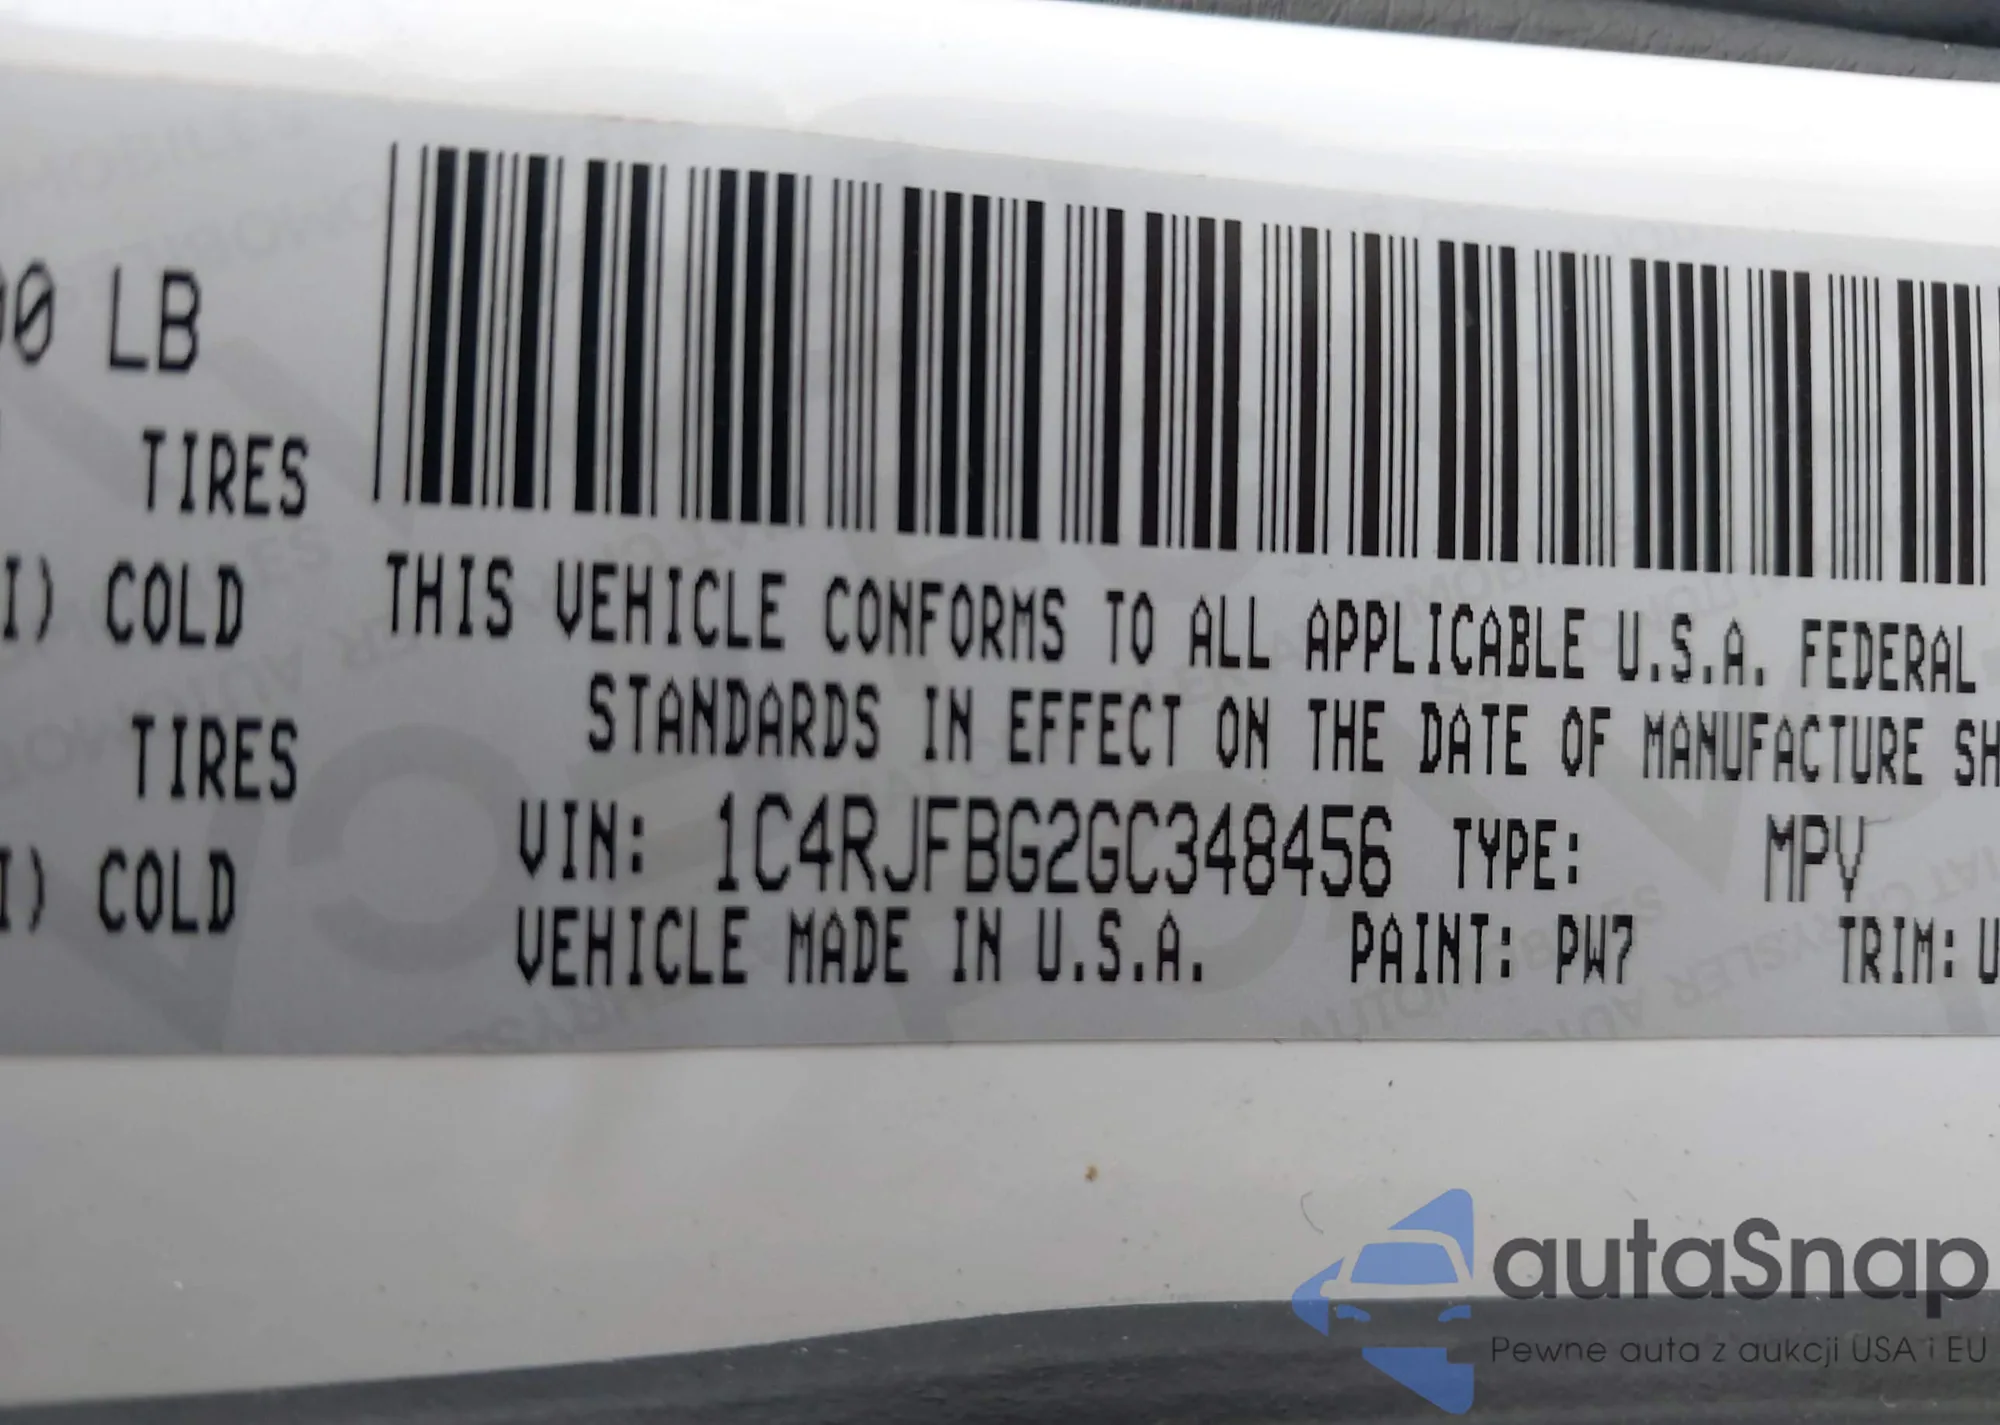 00 LB
TIRES
I) COLD
TIRES
I) COLD
THIS VEHICLE CONFORMS TO ALL APPLICABLE U.S.A. FEDERAL
STANDARDS IN EFFECT ON THE DATE OF MANUFACTURE SH
VIN: 1C4RJFBG2GC348456 TYPE: MPV
VEHICLE MADE IN U.S.A. PAINT: PW7 TRIM: U
autaSnap
Pewne auta z aukcji USA i EU